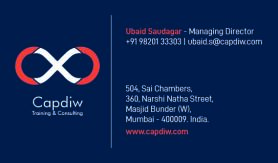 Ubaid Saudagar - Managing Director
+91 98201 33303 | ubaid.s@capdiw.com
Capdiw
Training & Consulting
504, Sai Chambers,
360, Narshi Natha Street,
Masjid Bunder (W),
Mumbai - 400009. India.
www.capdiw.com